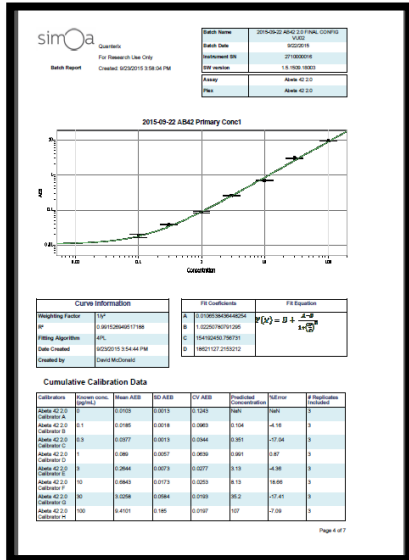 simoa
Quanterix
For Research Use Only
Batch Report Created: 9/23/2015 3:58:04 PM
Batch Name 2015-09-22 AB42 2.0 FINAL CONFIG
VU02
Batch Date 9/22/2015
Instrument SN 2710000016
SW version 1.5.1509.18003
Assay Abeta 42 2.0
Plex Abeta 42 2.0
2015-09-22 AB42 Primary Conc1
AEB
Concentration
Curve Information
Weighting Factor 1/y²
R² 0.991526949517188
Fitting Algorithm 4PL
Date Created 9/23/2015 3:54:44 PM
Created by David McDonald
Fit Coefficients Fit Equation
A
B 1.02250780791295
C 154192450.756731
D 18621127.2153212
Cumulative Calibration Data
Calibrators Known conc. (pg/mL) Mean AEB SD AEB CV AEB Predicted Concentration %Error # Replicates Included
Abeta 42 2.0 Calibrator A 0 0.0103 0.0013 0.1243 NaN NaN 3
Abeta 42 2.0 Calibrator B 0.1 0.0185 0.0018 0.0963 0.104 -4.16 3
Abeta 42 2.0 Calibrator C 0.3 0.0377 0.0013 0.0344 0.351 -17.04 3
Abeta 42 2.0 Calibrator D 1 0.089 0.0057 0.0639 0.991 0.87 3
Abeta 42 2.0 Calibrator E 3 0.2644 0.0073 0.0277 3.13 -4.36 3
Abeta 42 2.0 Calibrator F 10 0.6843 0.0173 0.0253 8.13 18.66 3
Abeta 42 2.0 Calibrator G 30 3.0258 0.0584 0.0193 35.2 -17.41 3
Abeta 42 2.0 Calibrator H 100 9.4101 0.185 0.0197 107 -7.09 3
Page 4 of 7